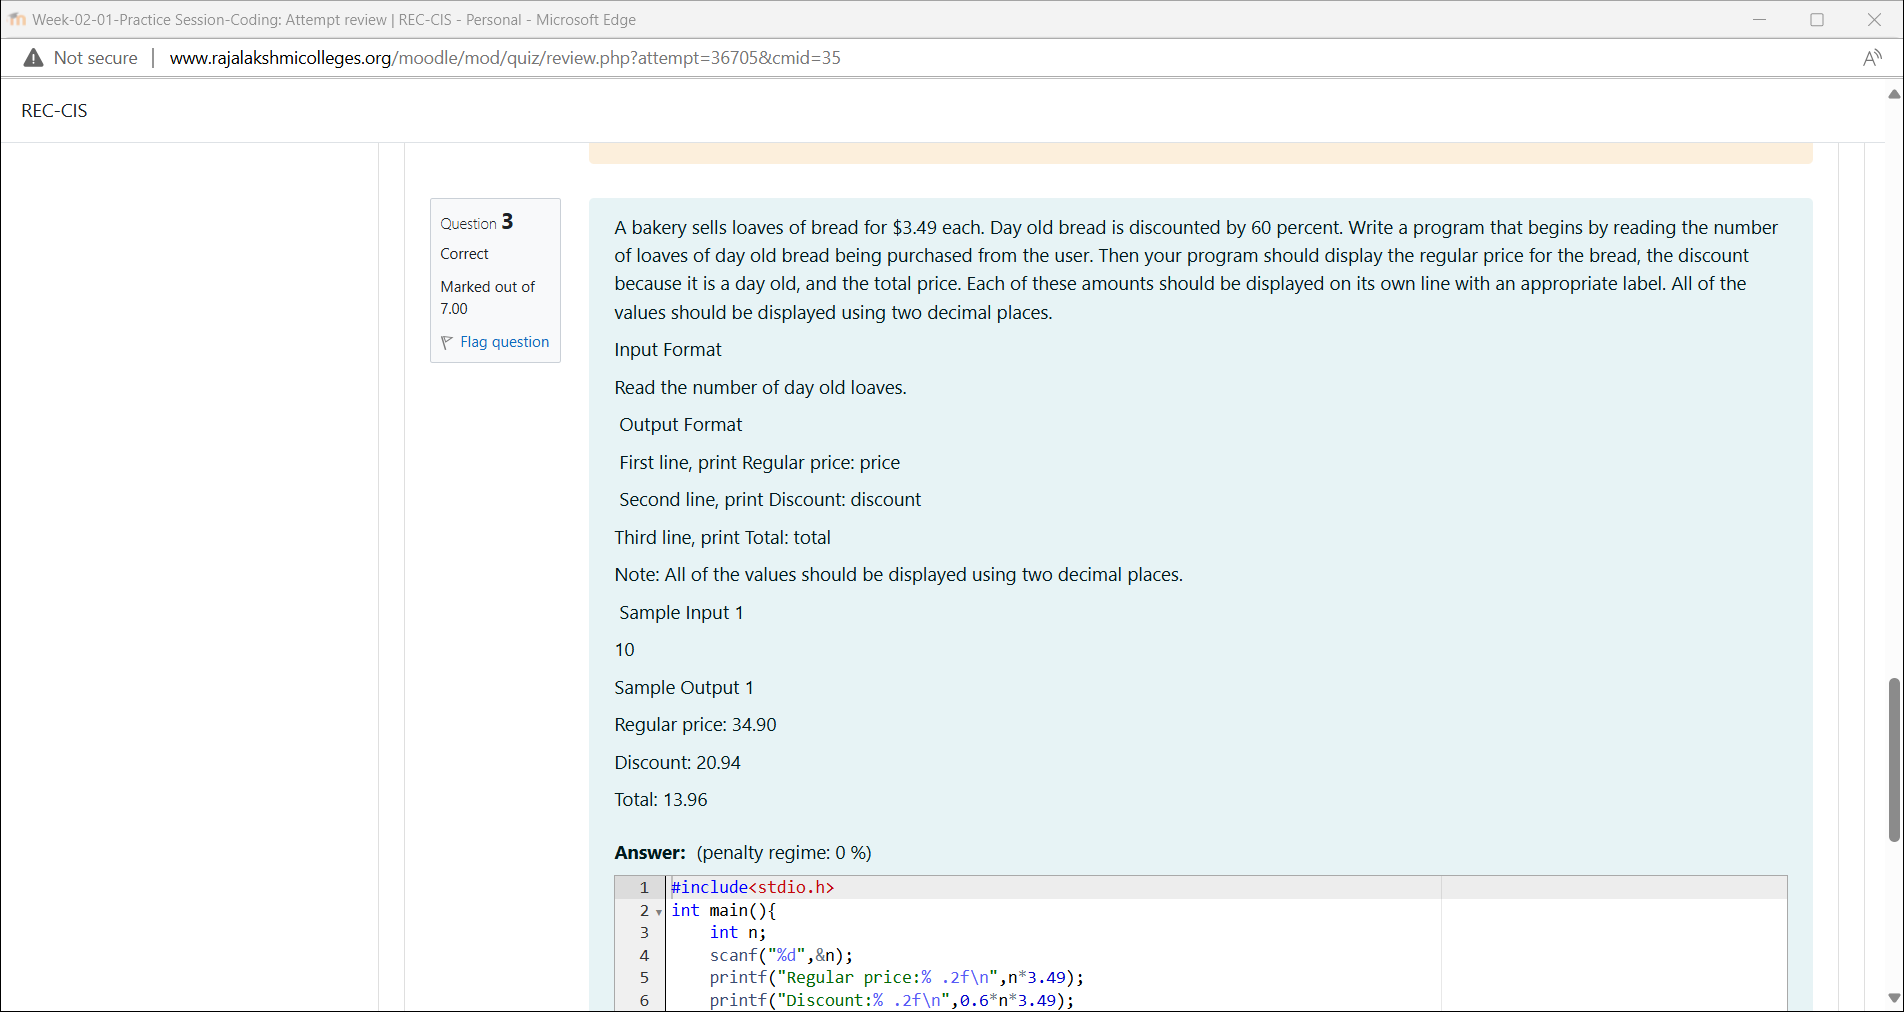 Week-02-01-Practice Session-Coding: Attempt review | REC-CIS - Personal - Microsoft Edge
Not secure | www.rajalakshmicolleges.org/moodle/mod/quiz/review.php?attempt=36705&cmid=35
REC-CIS
Question 3
Correct
Marked out of
7.00
Flag question
A bakery sells loaves of bread for $3.49 each. Day old bread is discounted by 60 percent. Write a program that begins by reading the number
of loaves of day old bread being purchased from the user. Then your program should display the regular price for the bread, the discount
because it is a day old, and the total price. Each of these amounts should be displayed on its own line with an appropriate label. All of the
values should be displayed using two decimal places.
Input Format
Read the number of day old loaves.
Output Format
First line, print Regular price: price
Second line, print Discount: discount
Third line, print Total: total
Note: All of the values should be displayed using two decimal places.
Sample Input 1
10
Sample Output 1
Regular price: 34.90
Discount: 20.94
Total: 13.96
Answer: (penalty regime: 0 %)
1 #include<stdio.h>
2 int main(){
3 int n;
4 scanf("%d",&n);
5 printf("Regular price:% .2f\n",n*3.49);
6 printf("Discount:% .2f\n",0.6*n*3.49);